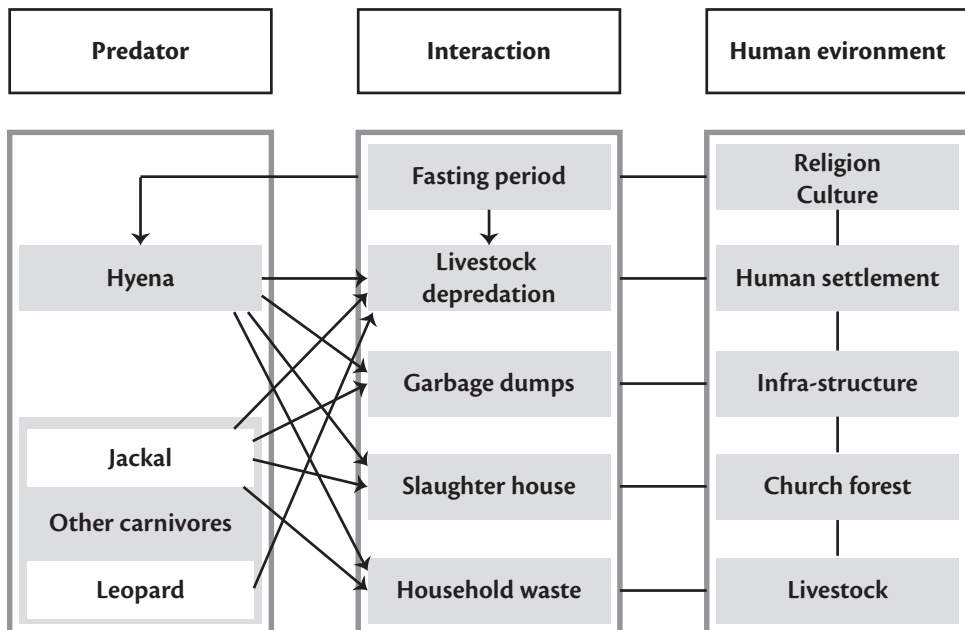 Predator
Interaction
Human evironment
Fasting period
Religion
Culture
Hyena
Livestock
depredation
Human settlement
Garbage dumps
Infra-structure
Jackal
Slaughter house
Church forest
Other carnivores
Leopard
Household waste
Livestock